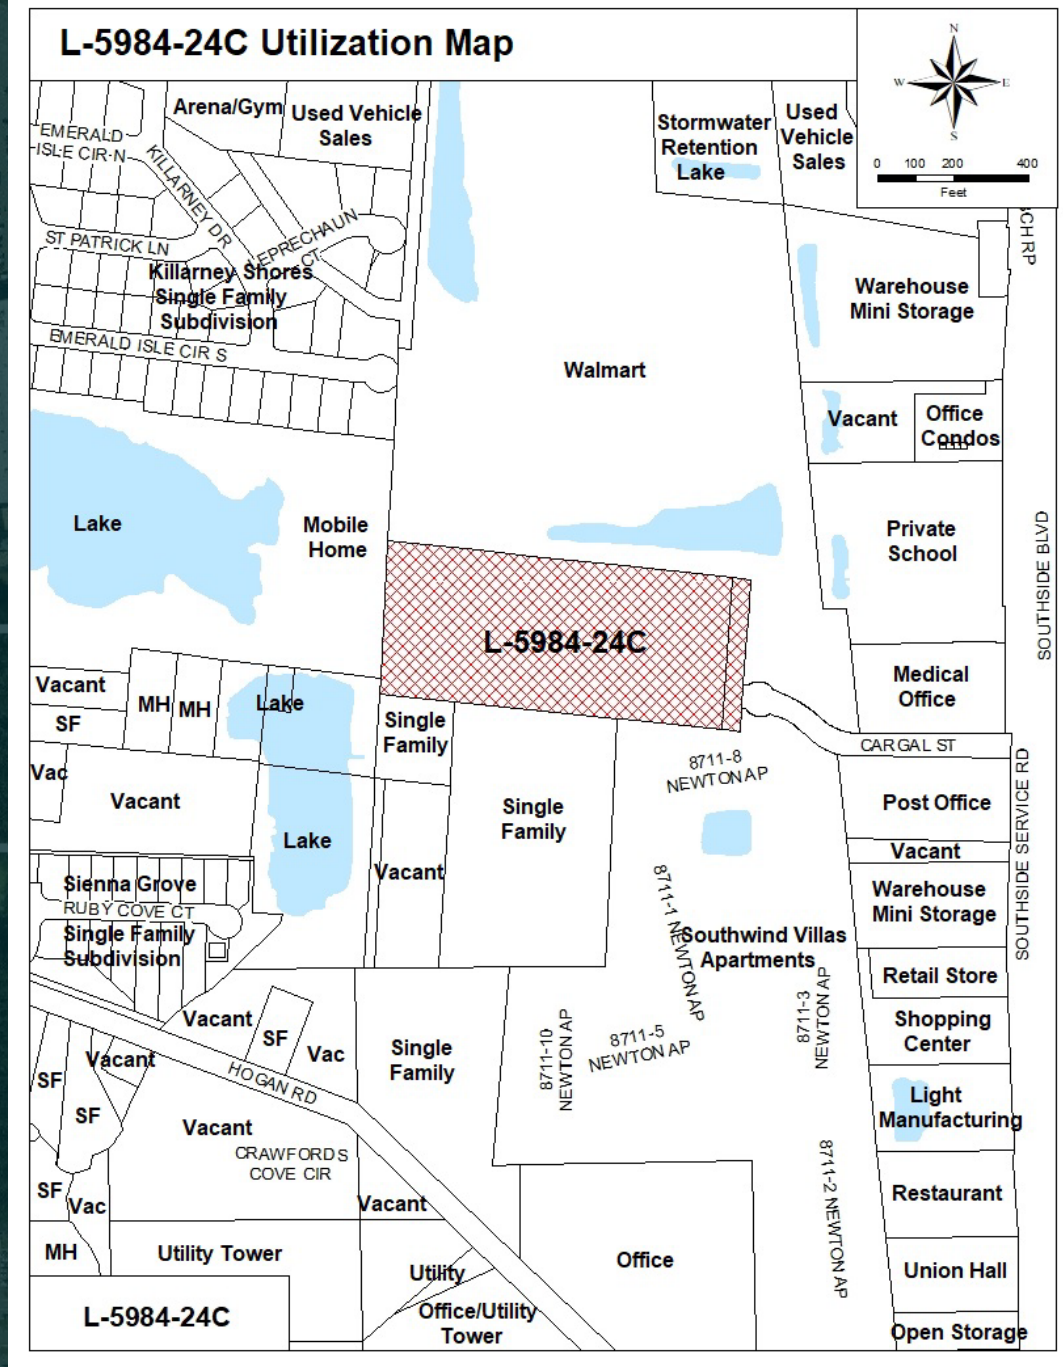 L-5984-24C Utilization Map
N
W
E
S
0 100 200 400
Feet
Arena/Gym
Used Vehicle
Sales
Stormwater
Retention
Lake
Used
Vehicle
Sales
EMERALD
ISLE CIR N
KILLARNEY DR
LEPRECHAUN
CT
ST PATRICK LN
Killarney Shores
Single Family
Subdivision
EMERALD ISLE CIR S
Warehouse
Mini Storage
Walmart
Vacant
Office
Condos
Lake
Mobile
Home
Private
School
SOUTHSIDE BLVD
L-5984-24C
Vacant
SF
MH
MH
Lake
Single
Family
Medical
Office
CARGAL ST
Vac
Vacant
8711-8
NEWTON AP
Post Office
SOUTHSIDE SERVICE RD
Single
Family
Lake
Vacant
Vacant
Sienna Grove
RUBY COVE CT
Single Family
Subdivision
8711-1 NEWTON AP
Southwind Villas
Apartments
Warehouse
Mini Storage
Retail Store
8711-3
NEWTON AP
8711-10
NEWTON AP
8711-5
NEWTON AP
Vacant
SF
Vac
Single
Family
Shopping
Center
Vacant
HOGAN RD
SF
SF
Light
Manufacturing
Vacant
CRAWFORDS
COVE CIR
8711-2 NEWTON AP
SF
Vac
Vacant
Restaurant
MH
Utility Tower
Utility
Office
Union Hall
L-5984-24C
Office/Utility
Tower
Open Storage